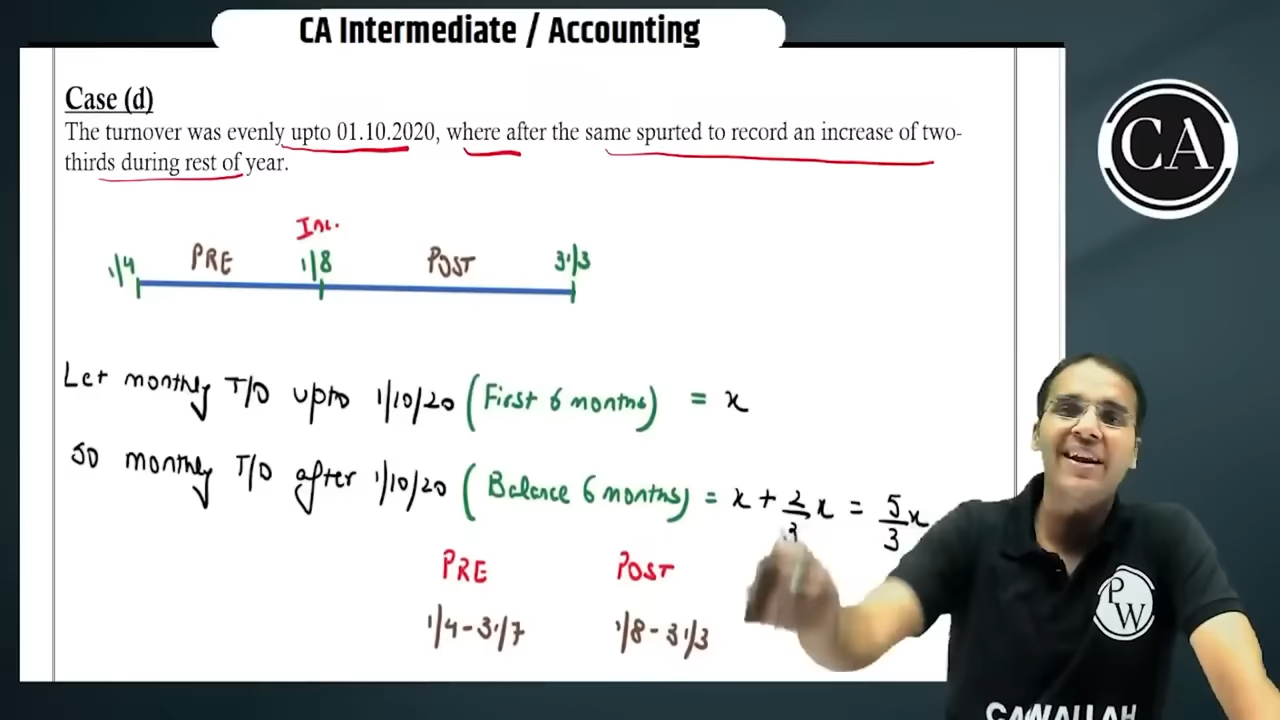 CA Intermediate / Accounting
Case (d)
The turnover was evenly upto 01.10.2020, where after the same spurted to record an increase of two-
thirds during rest of year.
Inc.
1/4 PRE 1/8 POST 31/3
Let monthly T/O upto 1/10/20 (First 6 months) = x
So monthly T/O after 1/10/20 (Balance 6 months) = x + 2/3 x = 5/3 x
PRE POST
1/4 - 31/7 1/8 - 31/3
CA
PW
CAWALLAH